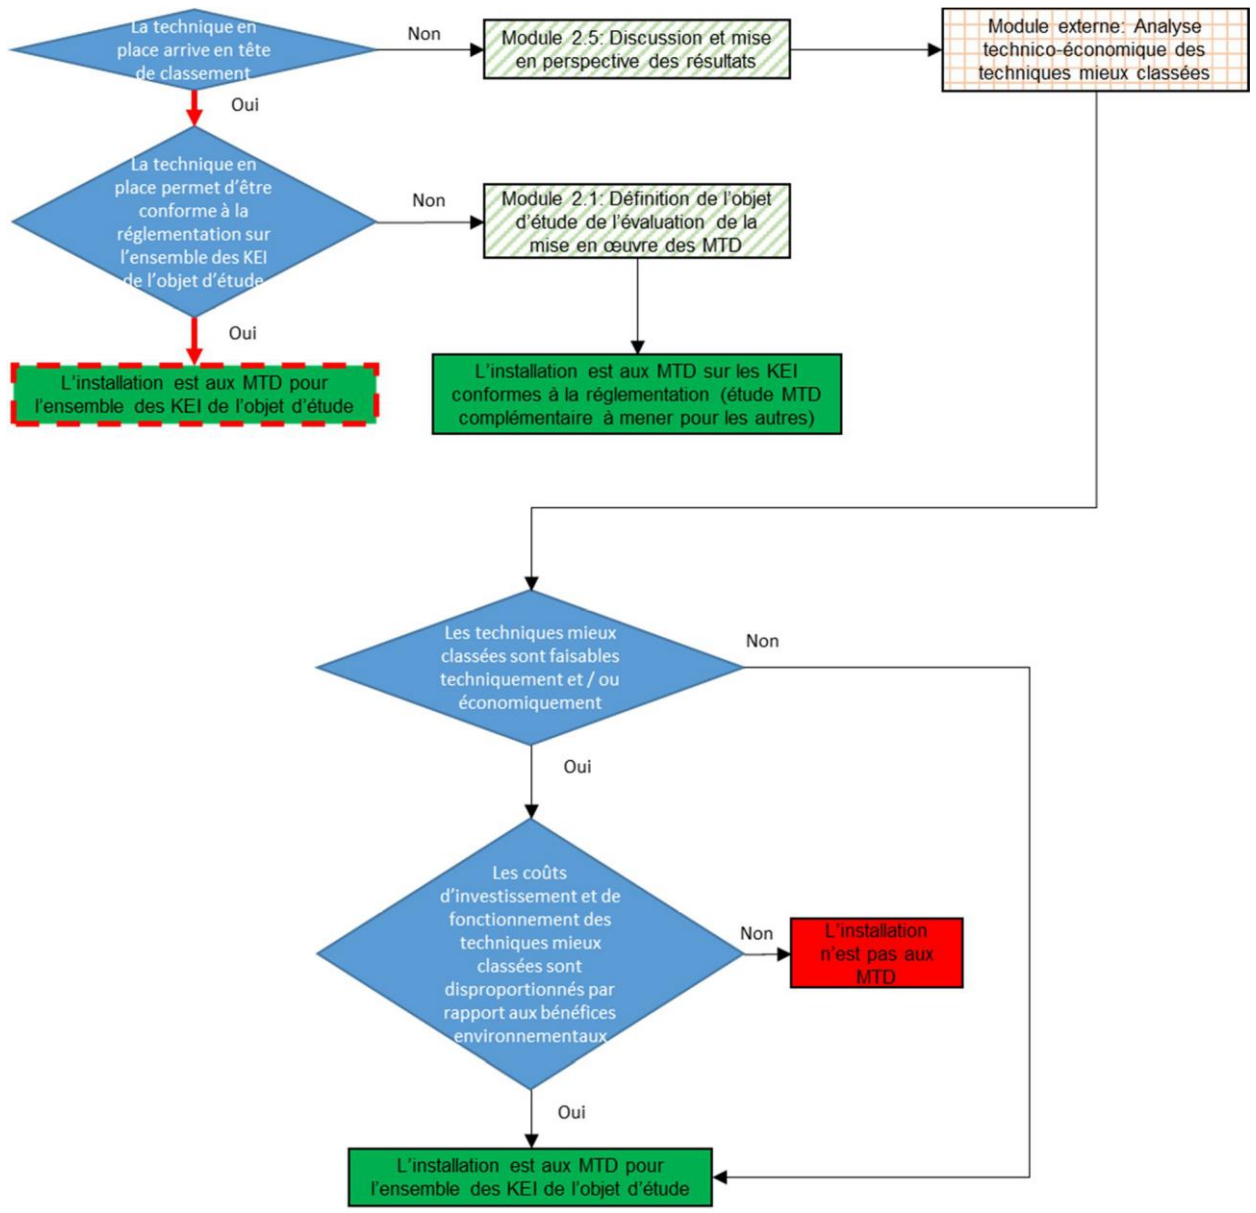 La technique en
place arrive en tête
de classement
Non
Module 2.5: Discussion et mise
en perspective des résultats
Module externe: Analyse
technico-économique des
techniques mieux classées
Oui
La technique en
place permet d'être
conforme à la
réglementation sur
l'ensemble des KEI
de l'objet d'étude
Non
Module 2.1: Définition de l'objet
d'étude de l'évaluation de la
mise en œuvre des MTD
Oui
L'installation est aux MTD pour
l'ensemble des KEI de l'objet d'étude
L'installation est aux MTD sur les KEI
conformes à la réglementation (étude MTD
complémentaire à mener pour les autres)
Les techniques mieux
classées sont faisables
techniquement et / ou
économiquement
Non
Oui
Les coûts
d'investissement et de
fonctionnement des
techniques mieux
classées sont
disproportionnés par
rapport aux bénéfices
environnementaux
Non
L'installation
n'est pas aux
MTD
Oui
L'installation est aux MTD pour
l'ensemble des KEI de l'objet d'étude